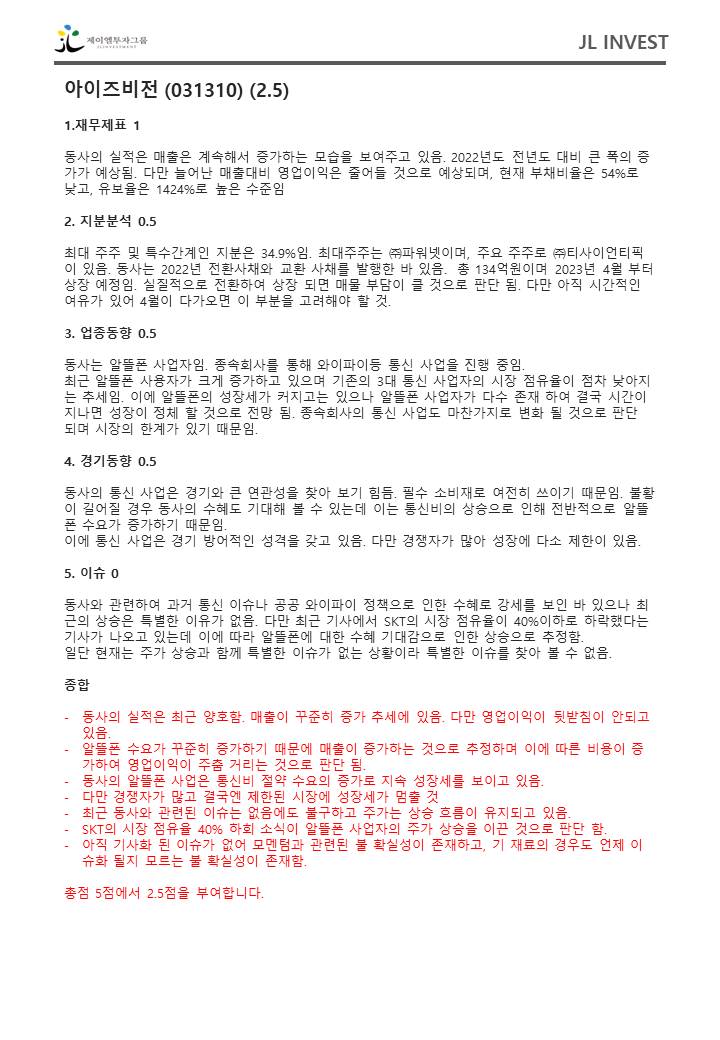 제이엘투자그룹
JL INVESTMENT
JL INVEST
아이즈비전 (031310) (2.5)
1.재무제표 1
동사의 실적은 매출은 계속해서 증가하는 모습을 보여주고 있음. 2022년도 전년도 대비 큰 폭의 증
가가 예상됨. 다만 늘어난 매출대비 영업이익은 줄어들 것으로 예상되며, 현재 부채비율은 54%로
낮고, 유보율은 1424%로 높은 수준임
2. 지분분석 0.5
최대 주주 및 특수간계인 지분은 34.9%임. 최대주주는 ㈜파워넷이며, 주요 주주로 ㈜티사이언티픽
이 있음. 동사는 2022년 전환사채와 교환 사채를 발행한 바 있음. 총 134억원이며 2023년 4월 부터
상장 예정임. 실질적으로 전환하여 상장 되면 매물 부담이 클 것으로 판단 됨. 다만 아직 시간적인
여유가 있어 4월이 다가오면 이 부분을 고려해야 할 것.
3. 업종동향 0.5
동사는 알뜰폰 사업자임. 종속회사를 통해 와이파이등 통신 사업을 진행 중임.
최근 알뜰폰 사용자가 크게 증가하고 있으며 기존의 3대 통신 사업자의 시장 점유율이 점차 낮아지
는 추세임. 이에 알뜰폰의 성장세가 커지고는 있으나 알뜰폰 사업자가 다수 존재 하여 결국 시간이
지나면 성장이 정체 할 것으로 전망 됨. 종속회사의 통신 사업도 마찬가지로 변화 될 것으로 판단
되며 시장의 한계가 있기 때문임.
4. 경기동향 0.5
동사의 통신 사업은 경기와 큰 연관성을 찾아 보기 힘듬. 필수 소비재로 여전히 쓰이기 때문임. 불황
이 길어질 경우 동사의 수혜도 기대해 볼 수 있는데 이는 통신비의 상승으로 인해 전반적으로 알뜰
폰 수요가 증가하기 때문임.
이에 통신 사업은 경기 방어적인 성격을 갖고 있음. 다만 경쟁자가 많아 성장에 다소 제한이 있음.
5. 이슈 0
동사와 관련하여 과거 통신 이슈나 공공 와이파이 정책으로 인한 수혜로 강세를 보인 바 있으나 최
근의 상승은 특별한 이유가 없음. 다만 최근 기사에서 SKT의 시장 점유율이 40%이하로 하락했다는
기사가 나오고 있는데 이에 따라 알뜰폰에 대한 수혜 기대감으로 인한 상승으로 추정함.
일단 현재는 주가 상승과 함께 특별한 이슈가 없는 상황이라 특별한 이슈를 찾아 볼 수 없음.
종합
- 동사의 실적은 최근 양호함. 매출이 꾸준히 증가 추세에 있음. 다만 영업이익이 뒷받침이 안되고
있음.
- 알뜰폰 수요가 꾸준히 증가하기 때문에 매출이 증가하는 것으로 추정하며 이에 따른 비용이 증
가하여 영업이익이 주춤 거리는 것으로 판단 됨.
- 동사의 알뜰폰 사업은 통신비 절약 수요의 증가로 지속 성장세를 보이고 있음.
- 다만 경쟁자가 많고 결국엔 제한된 시장에 성장세가 멈출 것
- 최근 동사와 관련된 이슈는 없음에도 불구하고 주가는 상승 흐름이 유지되고 있음.
- SKT의 시장 점유율 40% 하회 소식이 알뜰폰 사업자의 주가 상승을 이끈 것으로 판단 함.
- 아직 기사화 된 이슈가 없어 모멘텀과 관련된 불 확실성이 존재하고, 기 재료의 경우도 언제 이
슈화 될지 모르는 불 확실성이 존재함.
총점 5점에서 2.5점을 부여합니다.